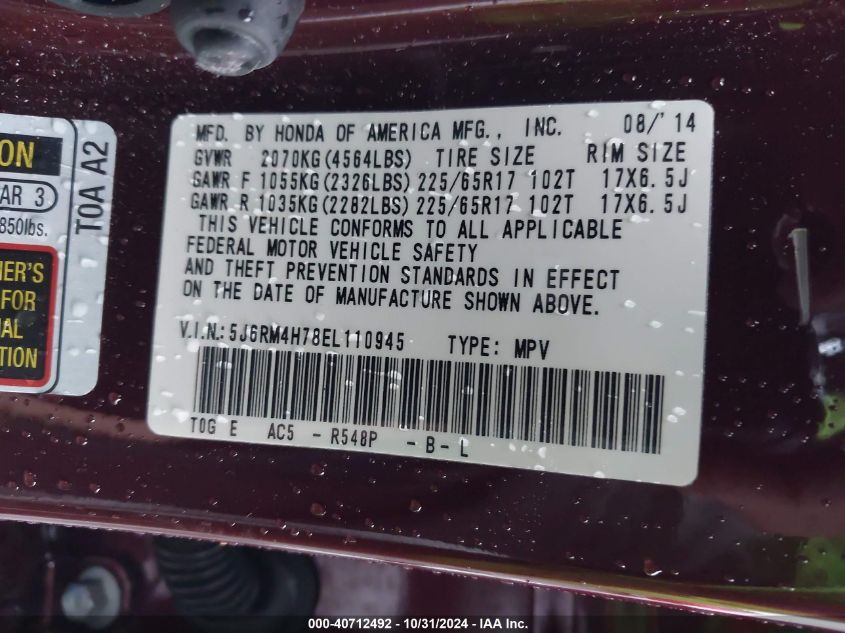 ON
AR 3
850lbs.
TOA A2
ER'S
FOR
AL
TION
MFD. BY HONDA OF AMERICA MFG., INC. 08/'14
GVWR 2070KG(4564LBS) TIRE SIZE RIM SIZE
GAWR F 1055KG(2326LBS) 225/65R17 102T 17X6.5J
GAWR R 1035KG(2282LBS) 225/65R17 102T 17X6.5J
THIS VEHICLE CONFORMS TO ALL APPLICABLE
FEDERAL MOTOR VEHICLE SAFETY
AND THEFT PREVENTION STANDARDS IN EFFECT
ON THE DATE OF MANUFACTURE SHOWN ABOVE.
V.I.N.: 5J6RM4H78EL110945 TYPE: MPV
T0G E AC5 - R548P - B - L
000-40712492 - 10/31/2024 - IAA Inc.